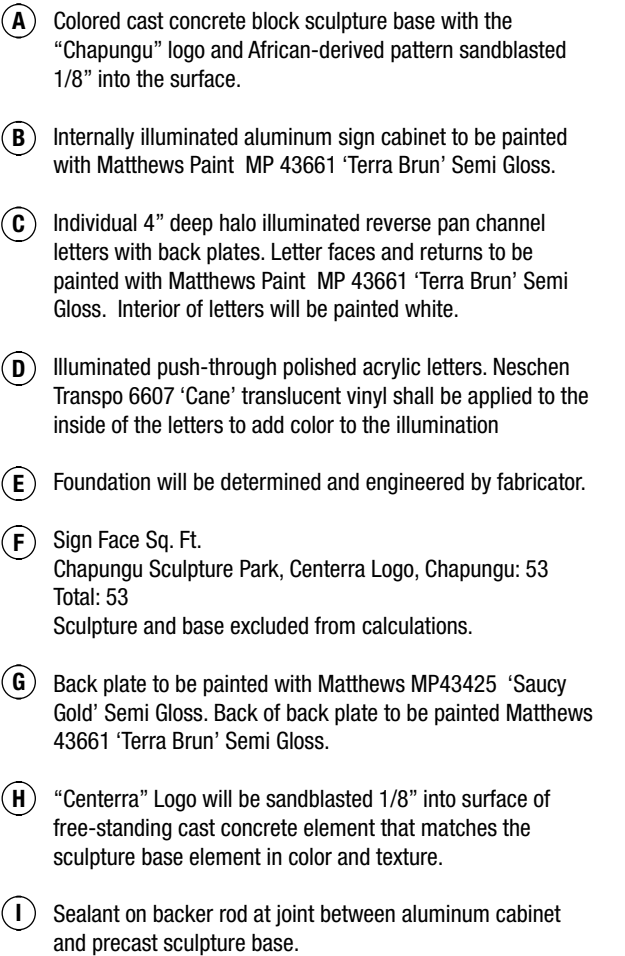 A Colored cast concrete block sculpture base with the
“Chapungu” logo and African-derived pattern sandblasted
1/8” into the surface.
B Internally illuminated aluminum sign cabinet to be painted
with Matthews Paint MP 43661 ‘Terra Brun’ Semi Gloss.
C Individual 4” deep halo illuminated reverse pan channel
letters with back plates. Letter faces and returns to be
painted with Matthews Paint MP 43661 ‘Terra Brun’ Semi
Gloss. Interior of letters will be painted white.
D Illuminated push-through polished acrylic letters. Neschen
Transpo 6607 ‘Cane’ translucent vinyl shall be applied to the
inside of the letters to add color to the illumination
E Foundation will be determined and engineered by fabricator.
F Sign Face Sq. Ft.
Chapungu Sculpture Park, Centerra Logo, Chapungu: 53
Total: 53
Sculpture and base excluded from calculations.
G Back plate to be painted with Matthews MP43425 ‘Saucy
Gold’ Semi Gloss. Back of back plate to be painted Matthews
43661 ‘Terra Brun’ Semi Gloss.
H “Centerra” Logo will be sandblasted 1/8” into surface of
free-standing cast concrete element that matches the
sculpture base element in color and texture.
I Sealant on backer rod at joint between aluminum cabinet
and precast sculpture base.